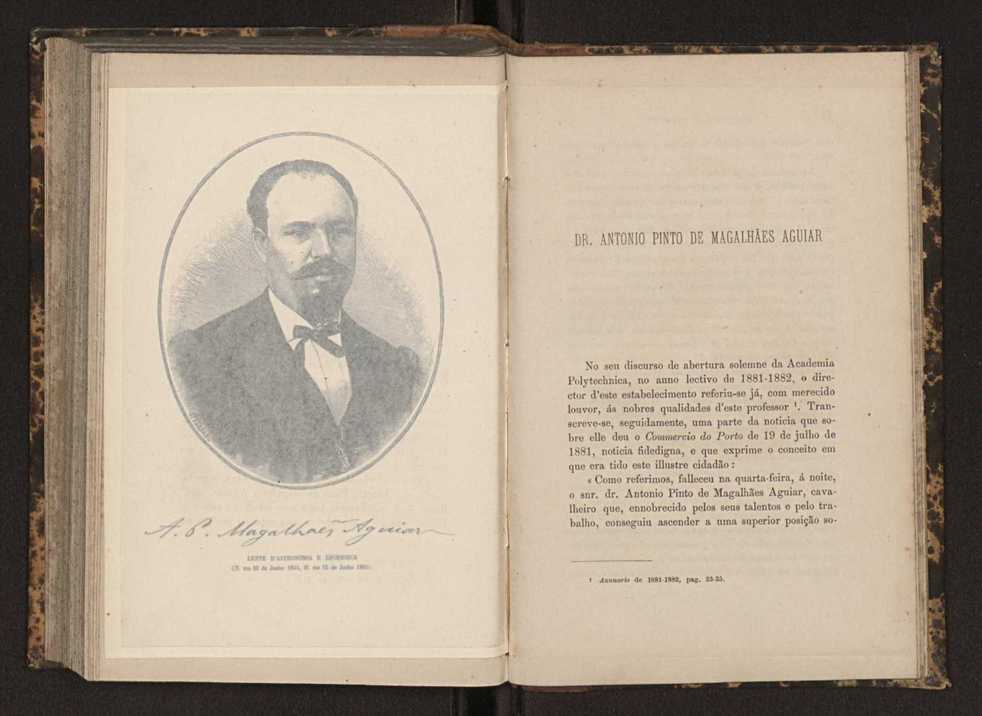 A. P. Magalhães Aguiar
LENTE D'ASTRONOMIA E GEODESICA
DR. ANTONIO PINTO DE MAGALHÃES AGUIAR
No seu discurso de abertura solemne da Academia
Polytechnica, no anno lectivo de 1881-1882, o dire-
ctor d'este estabelecimento referiu-se já, com merecido
louvor, ás nobres qualidades d'este professor ¹. Tran-
screve-se, seguidamente, uma parte da noticia que so-
bre elle deu o Commercio do Porto de 19 de julho de
1881, noticia fidedigna, e que exprime o conceito em
que era tido este illustre cidadão :
« Como referimos, falleceu na quarta-feira, á noite,
o snr. dr. Antonio Pinto de Magalhães Aguiar, cava-
lheiro que, ennobrecido pelos seus talentos e pelo tra-
balho, conseguiu ascender a uma superior posição so-
¹ Annuario de 1881-1882, pag. 33-35.